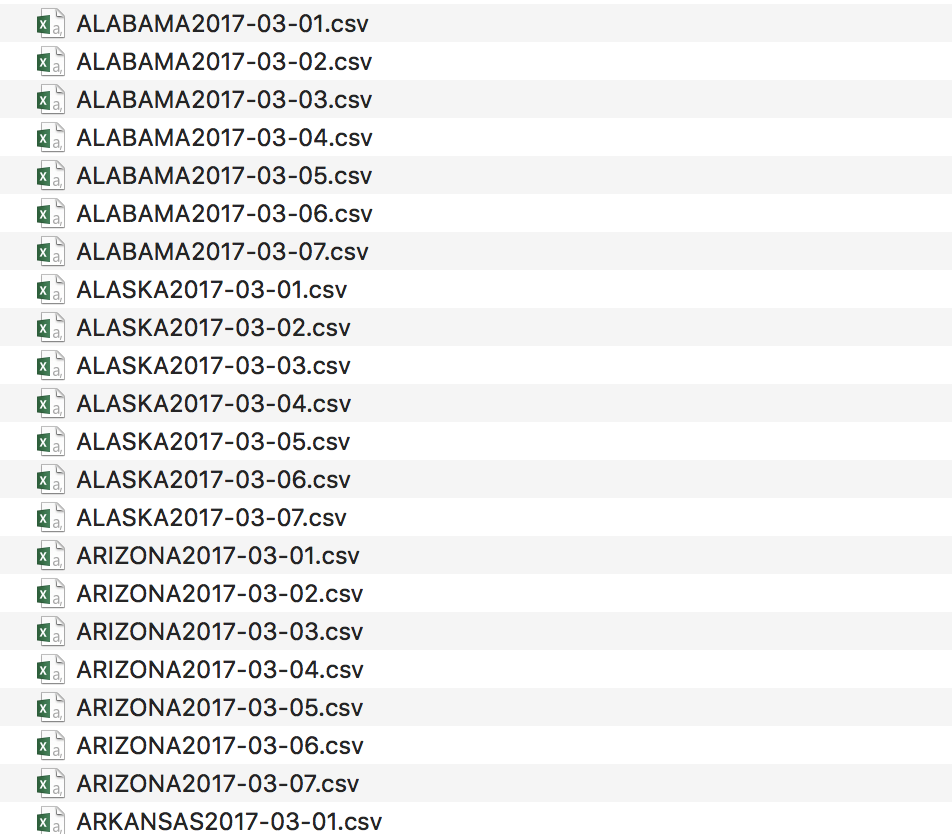 ALABAMA2017-03-01.csv
ALABAMA2017-03-02.csv
ALABAMA2017-03-03.csv
ALABAMA2017-03-04.csv
ALABAMA2017-03-05.csv
ALABAMA2017-03-06.csv
ALABAMA2017-03-07.csv
ALASKA2017-03-01.csv
ALASKA2017-03-02.csv
ALASKA2017-03-03.csv
ALASKA2017-03-04.csv
ALASKA2017-03-05.csv
ALASKA2017-03-06.csv
ALASKA2017-03-07.csv
ARIZONA2017-03-01.csv
ARIZONA2017-03-02.csv
ARIZONA2017-03-03.csv
ARIZONA2017-03-04.csv
ARIZONA2017-03-05.csv
ARIZONA2017-03-06.csv
ARIZONA2017-03-07.csv
ARKANSAS2017-03-01.csv